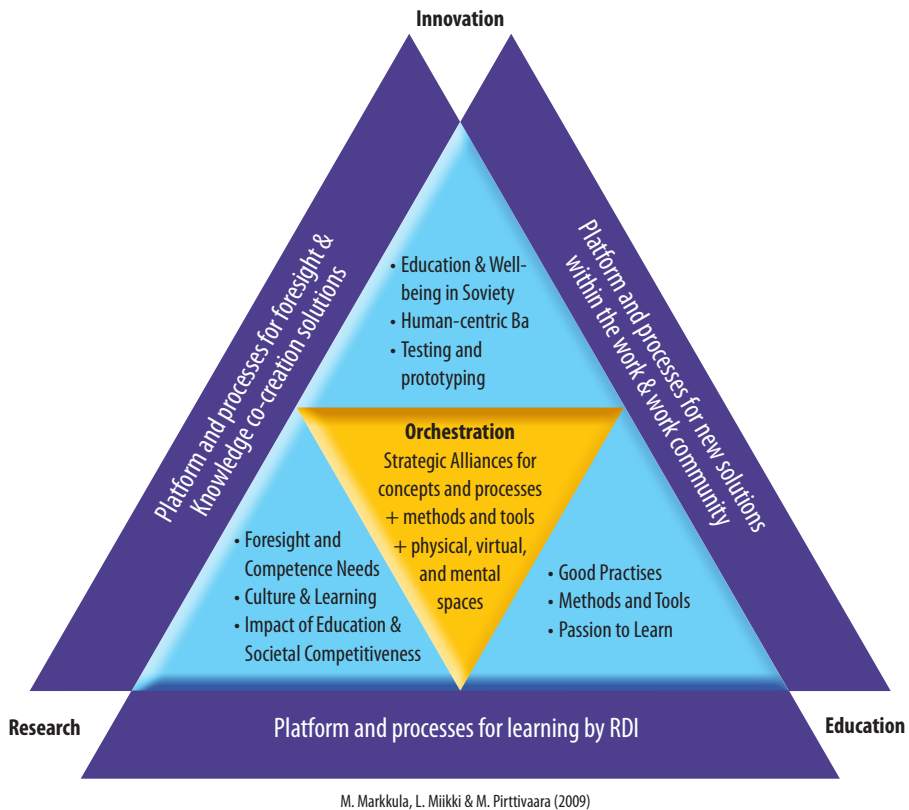 Innovation
Platform and processes for foresight &
Knowledge co-creation solutions
Platform and processes for new solutions
within the work & work community
• Education & Well-
being in Soviety
• Human-centric Ba
• Testing and
prototyping
Orchestration
Strategic Alliances for
concepts and processes
+ methods and tools
+ physical, virtual,
and mental
spaces
• Foresight and
Competence Needs
• Culture & Learning
• Impact of Education &
Societal Competitiveness
• Good Practises
• Methods and Tools
• Passion to Learn
Research
Platform and processes for learning by RDI
Education
M. Markkula, L. Miikki & M. Pirttivaara (2009)